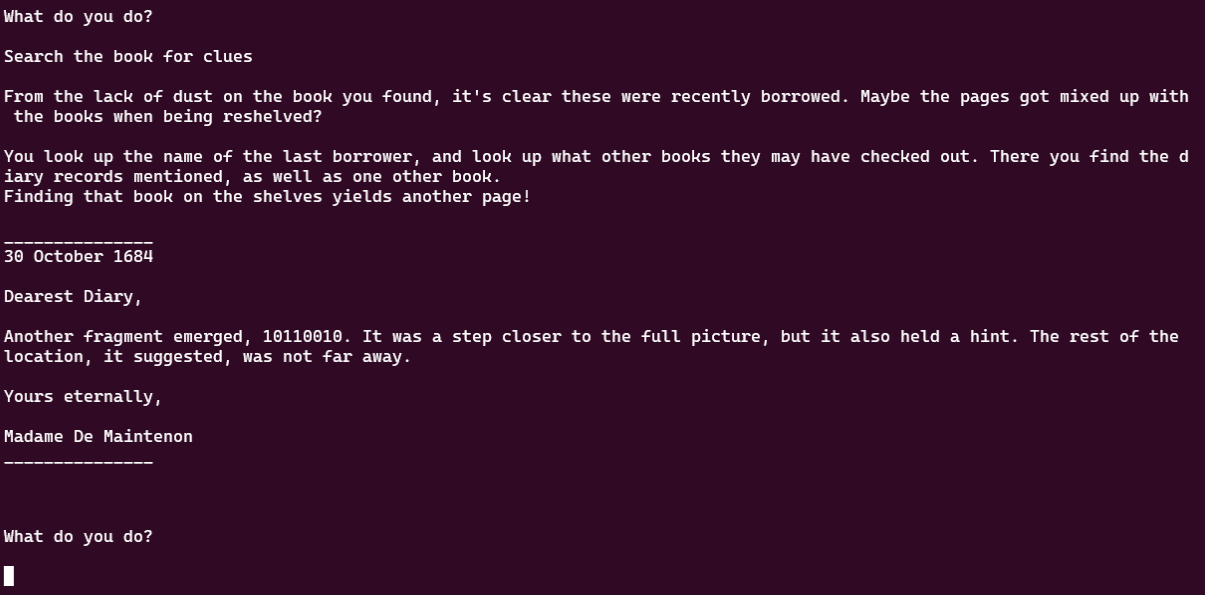 What do you do?
Search the book for clues
From the lack of dust on the book you found, it's clear these were recently borrowed. Maybe the pages got mixed up with
the books when being reshelved?
You look up the name of the last borrower, and look up what other books they may have checked out. There you find the d
iary records mentioned, as well as one other book.
Finding that book on the shelves yields another page!
_______________
30 October 1684
Dearest Diary,
Another fragment emerged, 10110010. It was a step closer to the full picture, but it also held a hint. The rest of the
location, it suggested, was not far away.
Yours eternally,
Madame De Maintenon
_______________
What do you do?